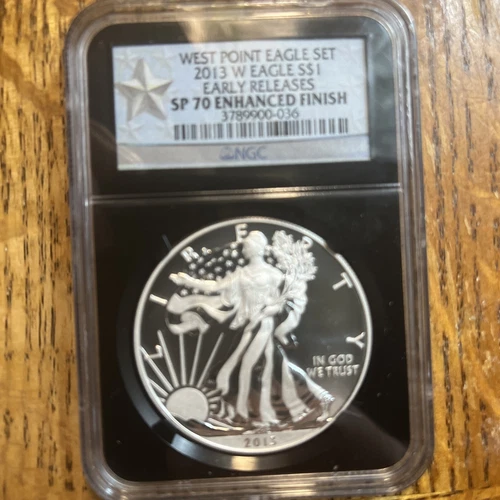 WEST POINT EAGLE SET
2013 W EAGLE S$1
EARLY RELEASES
SP 70 ENHANCED FINISH
3789900-036
NGC
LIBERTY
IN GOD
WE TRUST
2013